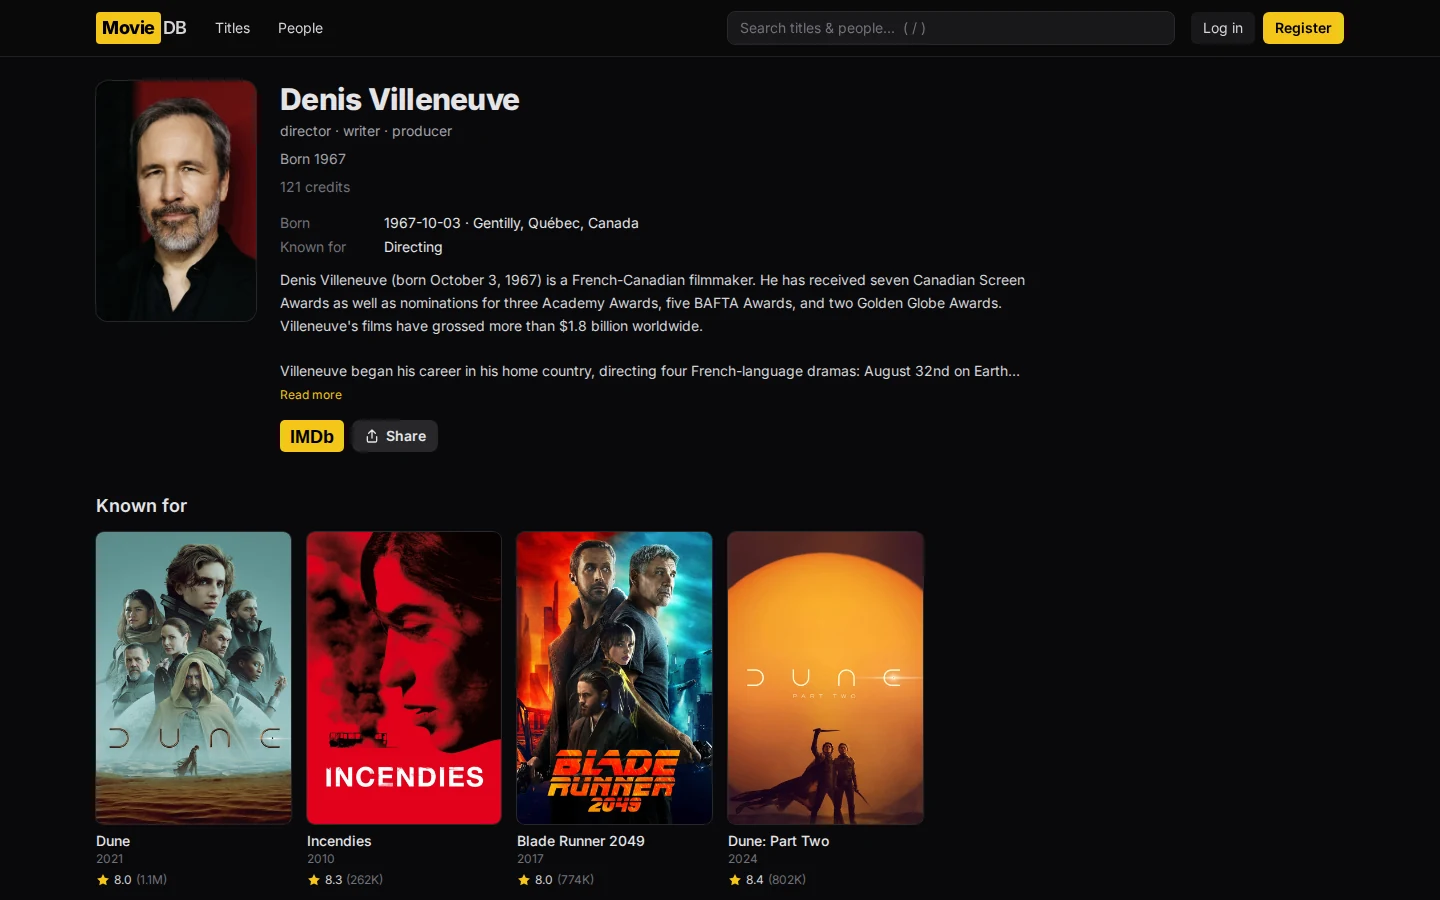 Movie DB
Titles
People
Search titles & people... ( / )
Log in
Register
Denis Villeneuve
director · writer · producer
Born 1967
121 credits
Born 1967-10-03 · Gentilly, Québec, Canada
Known for Directing
Denis Villeneuve (born October 3, 1967) is a French-Canadian filmmaker. He has received seven Canadian Screen
Awards as well as nominations for three Academy Awards, five BAFTA Awards, and two Golden Globe Awards.
Villeneuve's films have grossed more than $1.8 billion worldwide.
Villeneuve began his career in his home country, directing four French-language dramas: August 32nd on Earth...
Read more
IMDb
Share
Known for
DUNE
INCENDIES
BLADE
RUNNER
2049
DUNE
PART TWO
Dune
2021
8.0 (1.1M)
Incendies
2010
8.3 (262K)
Blade Runner 2049
2017
8.0 (774K)
Dune: Part Two
2024
8.4 (802K)